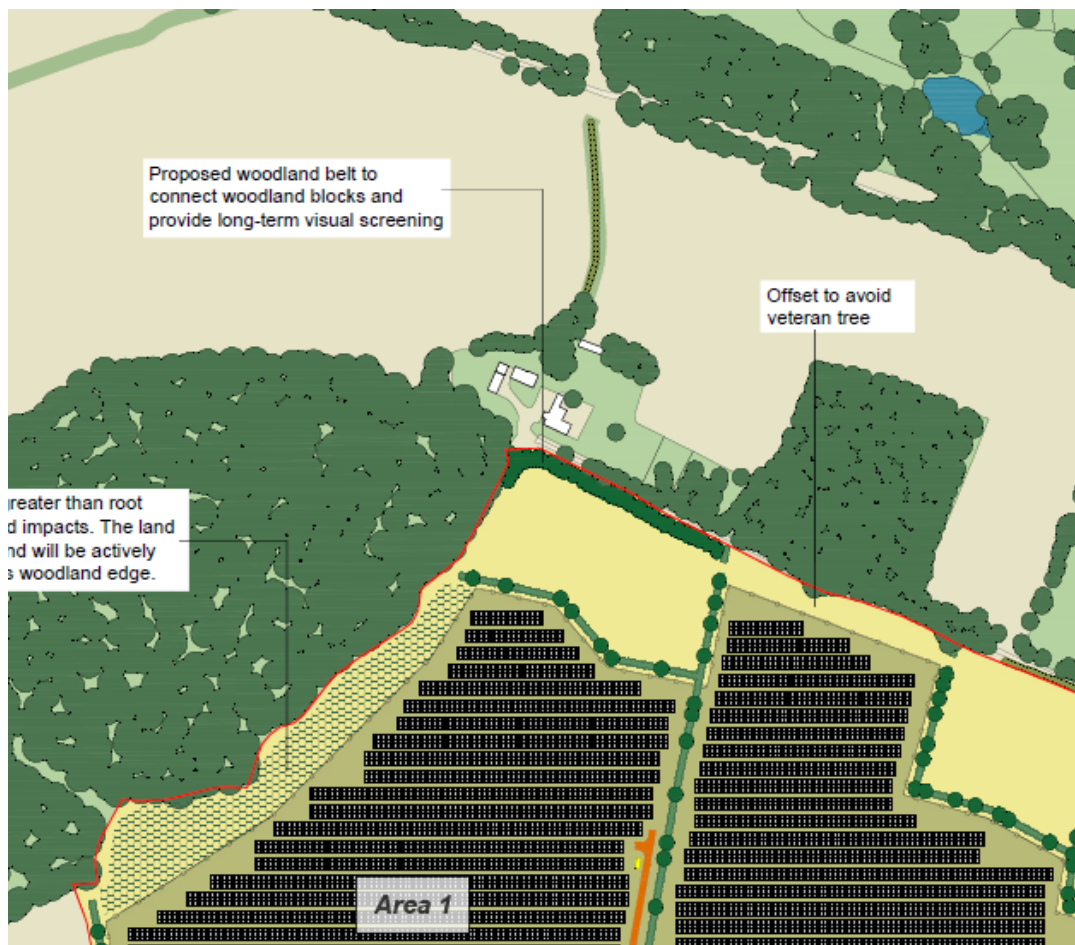 Proposed woodland belt to
connect woodland blocks and
provide long-term visual screening
Offset to avoid
veteran tree
greater than root
d impacts. The land
nd will be actively
s woodland edge.
Area 1